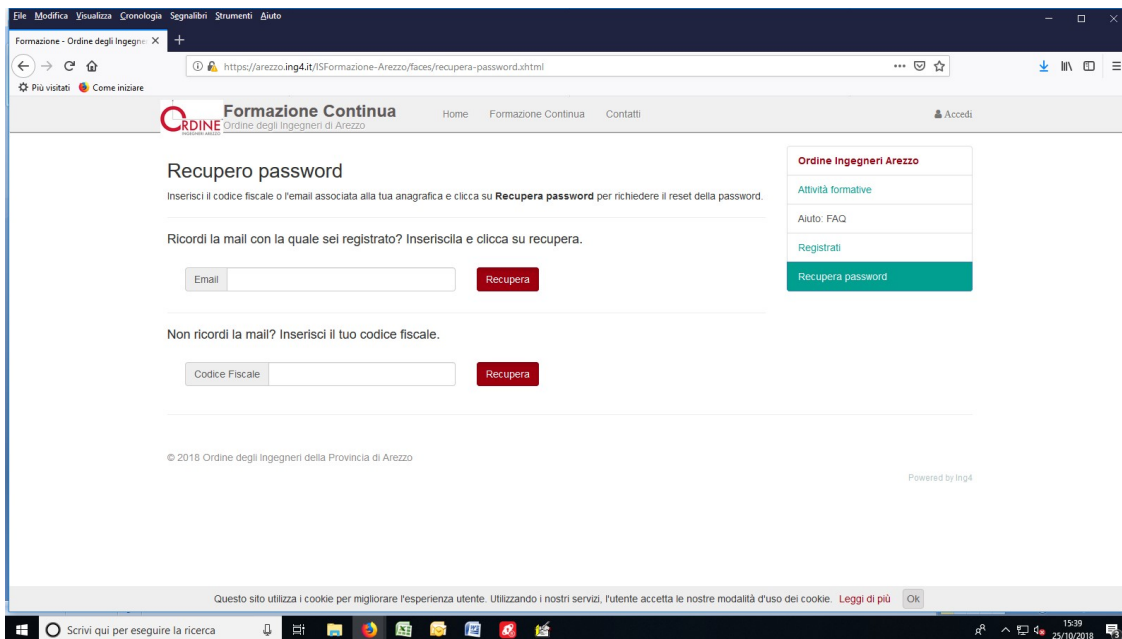 File Modifica Visualizza Cronologia Segnalibri Strumenti Aiuto
Formazione - Ordine degli Ingegne
https://arezzo.ing4.it/ISFormazione-Arezzo/faces/recupera-password.xhtml
Più visitati Come iniziare
ORDINE
INGEGNERI AREZZO
Formazione Continua
Ordine degli Ingegneri di Arezzo
Home Formazione Continua Contatti Accedi
Recupero password
Inserisci il codice fiscale o l'email associata alla tua anagrafica e clicca su Recupera password per richiedere il reset della password.
Ricordi la mail con la quale sei registrato? Inseriscila e clicca su recupera.
Email Recupera
Non ricordi la mail? Inserisci il tuo codice fiscale.
Codice Fiscale Recupera
Ordine Ingegneri Arezzo
Attività formative
Aiuto: FAQ
Registrati
Recupera password
© 2018 Ordine degli Ingegneri della Provincia di Arezzo
Powered by Ing4
Questo sito utilizza i cookie per migliorare l'esperienza utente. Utilizzando i nostri servizi, l'utente accetta le nostre modalità d'uso dei cookie. Leggi di più Ok
Scrivi qui per eseguire la ricerca
15:39
25/10/2018
3